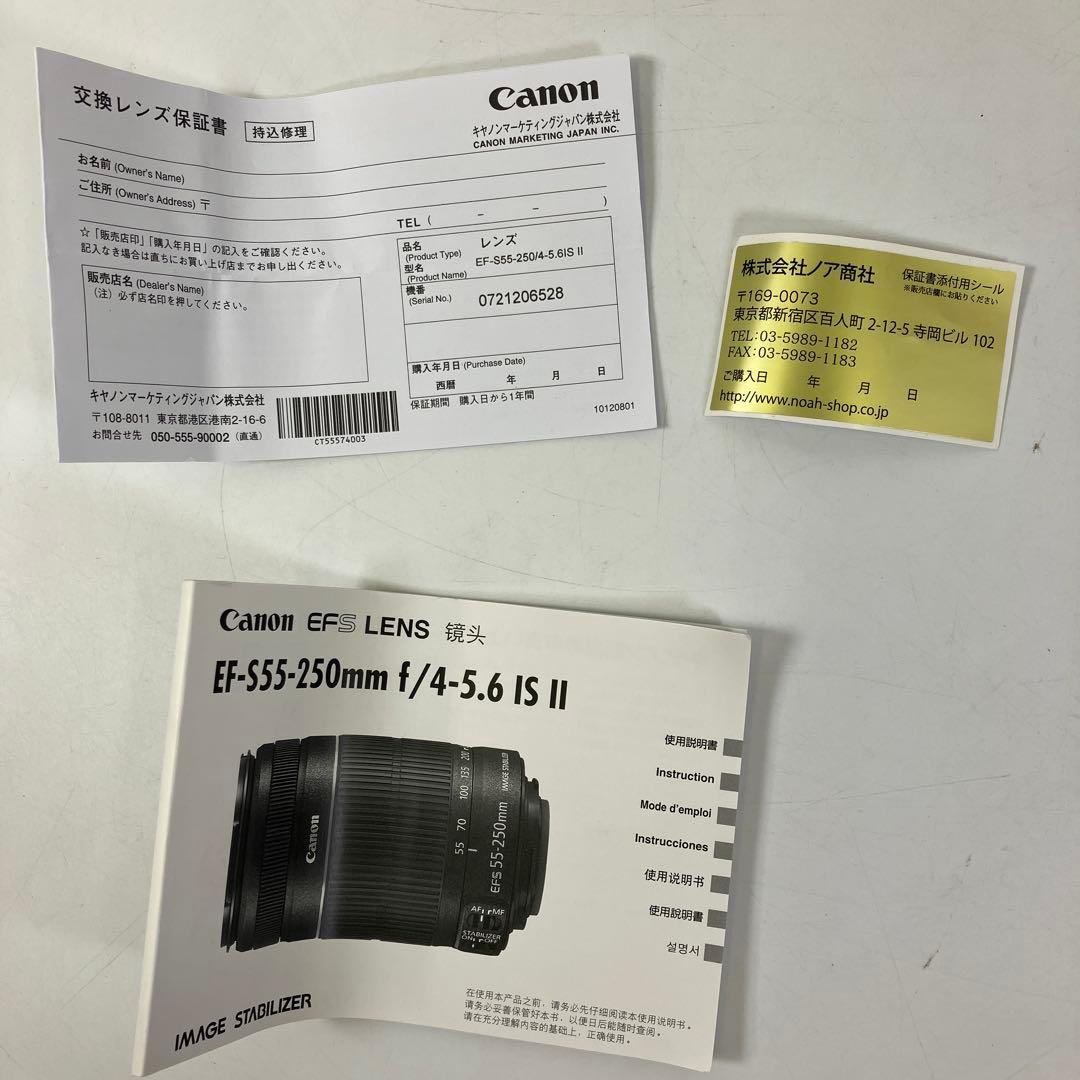 交換レンズ保証書 持込修理
Canon
キヤノンマーケティングジャパン株式会社
CANON MARKETING JAPAN INC.
お名前 (Owner's Name)
ご住所 (Owner's Address) 〒
TEL ( － － )
☆「販売店印」「購入年月日」の記入をご確認ください。
記入なき場合は直ちにお買い上げ店までお申し出ください。
販売店名 (Dealer's Name)
(注) 必ず店名印を押してください。
品名 (Product Type) レンズ
型名 (Product Name) EF-S55-250/4-5.6IS II
機番 (Serial No.) 0721206528
購入年月日 (Purchase Date)
西暦 年 月 日
保証期間 購入日から1年間
キヤノンマーケティングジャパン株式会社
〒108-8011 東京都港区港南2-16-6
お問合せ先 050-555-90002 (直通)
CT55574003
10120801
株式会社ノア商社 保証書添付用シール
※販売店欄にお貼りください
〒169-0073
東京都新宿区百人町 2-12-5 寺岡ビル 102
TEL:03-5989-1182
FAX:03-5989-1183
ご購入日 年 月 日
http://www.noah-shop.co.jp
Canon EFS LENS 镜头
EF-S55-250mm f/4-5.6 IS II
使用説明書
Instruction
Mode d'emploi
Instrucciones
使用说明书
使用說明書
설명서
Canon
55 70 100 135 200
EFS 55-250mm
IMAGE STABILIZER
AF MF
STABILIZER
ON OFF
IMAGE STABILIZER
在使用本产品之前，请务必先仔细阅读本使用说明书。
请务必妥善保管好本书，以便日后能随时查阅。
请在充分理解内容的基础上，正确使用。